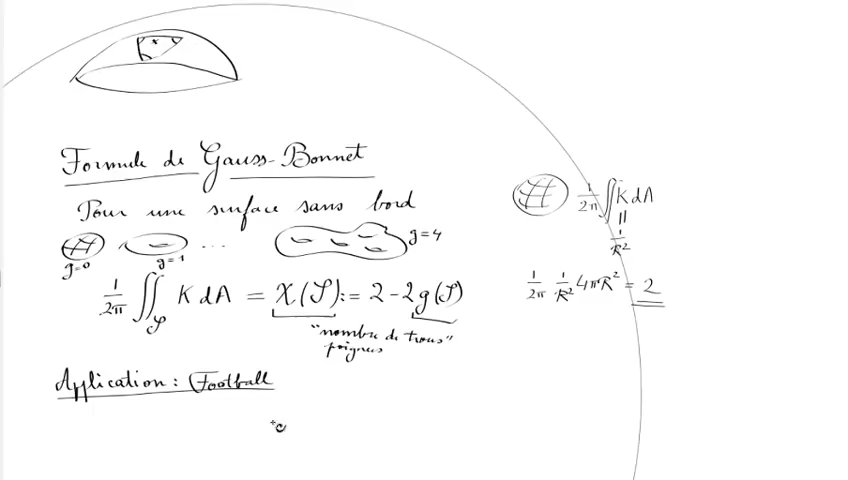 Formule de Gauss-Bonnet
Pour une surface sans bord
g=0 g=1 ... g=4
1/2π ∬_𝒮 K dA = χ(𝒮) := 2 - 2g(𝒮)
"nombre de trous"
poignées
Application : Football
1/2π ∬ K dA
=
1/R²
1/2π 1/R² 4πR² = 2